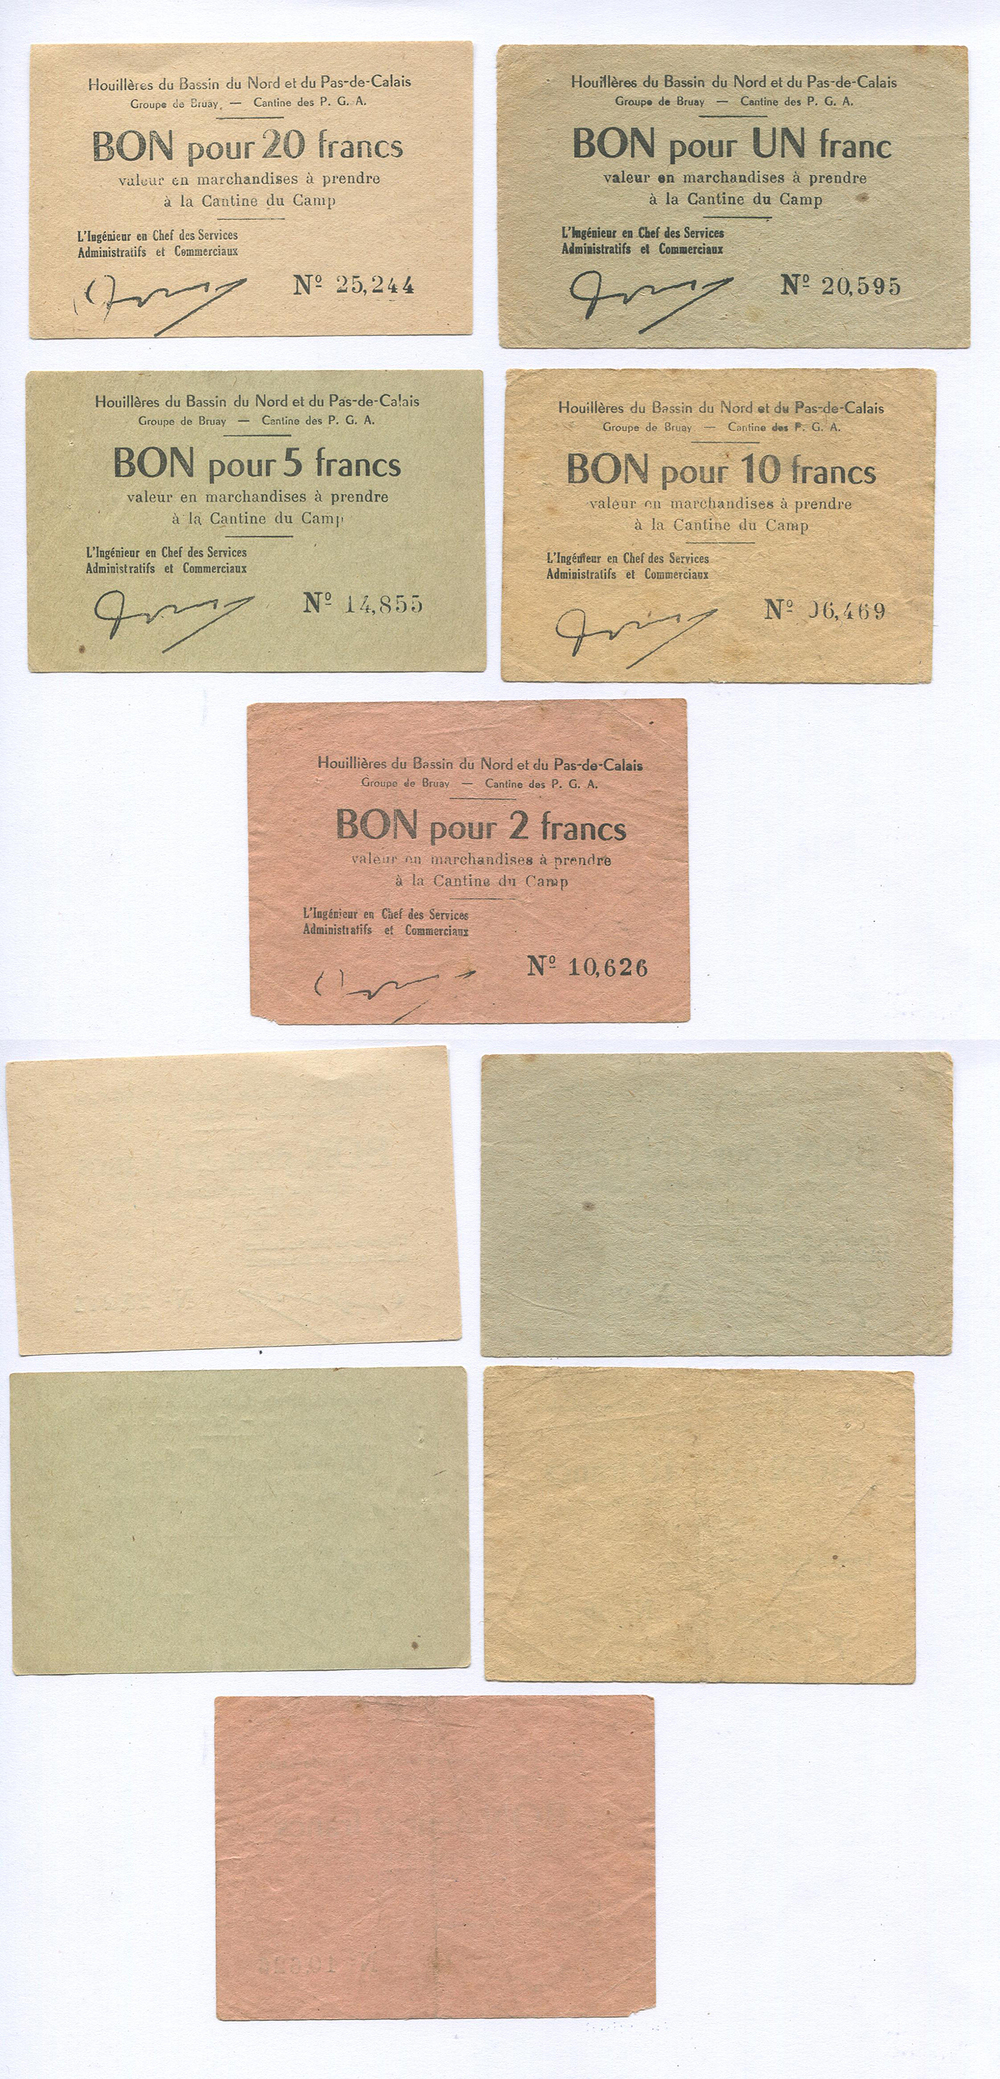 Houillères du Bassin du Nord et du Pas-de-Calais
Groupe de Bruay, — Cantine des P. G. A.
BON pour 20 francs
valeur en marchandises à prendre
à la Cantine du Camp
L'Ingénieur en Chef des Services
Administratifs et Commerciaux
Nº 25,244
Houillères du Bassin du Nord et du Pas-de-Calais
Groupe de Bruay — Cantine des P. G. A.
BON pour UN franc
valeur en marchandises à prendre
à la Cantine du Camp
L'Ingénieur en Chef des Services
Administratifs et Commerciaux
Nº 20,595
Houillères du Bassin du Nord et du Pas-de-Calais
Groupe de Bruay — Cantine des P. G. A.
BON pour 5 francs
valeur en marchandises à prendre
à la Cantine du Camp
L'Ingénieur en Chef des Services
Administratifs et Commerciaux
Nº 14,855
Houillères du Bassin du Nord et du Pas-de-Calais
Groupe de Bruay — Cantine des P. G. A.
BON pour 10 francs
valeur en marchandises à prendre
à la Cantine du Camp
L'Ingénieur en Chef des Services
Administratifs et Commerciaux
Nº 06,469
Houillières du Bassin du Nord et du Pas-de-Calais
Groupe de Bruay — Cantine des P. G. A.
BON pour 2 francs
valeur en marchandises à prendre
à la Cantine du Camp
L'Ingénieur en Chef des Services
Administratifs et Commerciaux
Nº 10,626